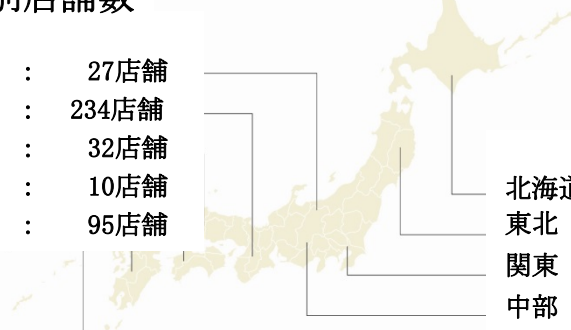 店舗数
: 27店舗
: 234店舗
: 32店舗
: 10店舗
: 95店舗
北海道
東北
関東
中部